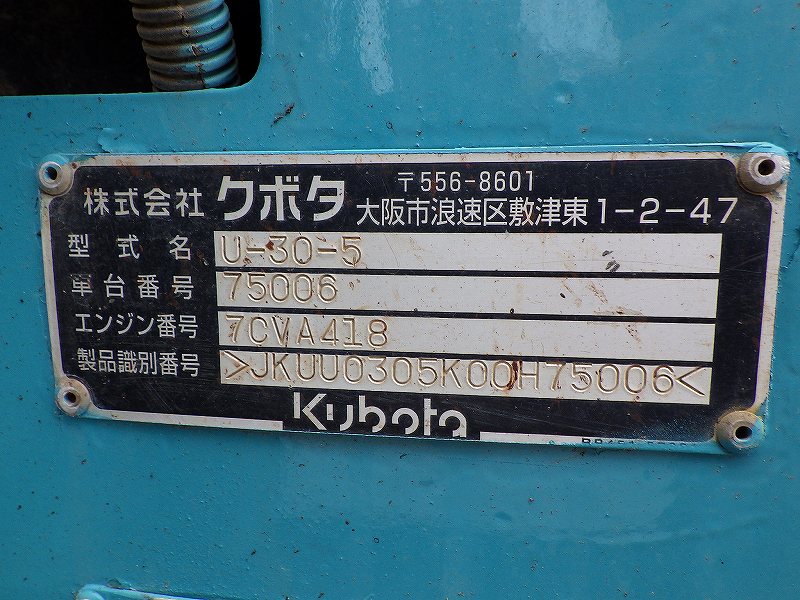 株式会社 クボタ 〒556-8601
大阪市浪速区敷津東1-2-47
型式名 U-30-5
車台番号 75006
エンジン番号 7CVA418
製品識別番号 >JKUU0305K00H75006<
Kubota